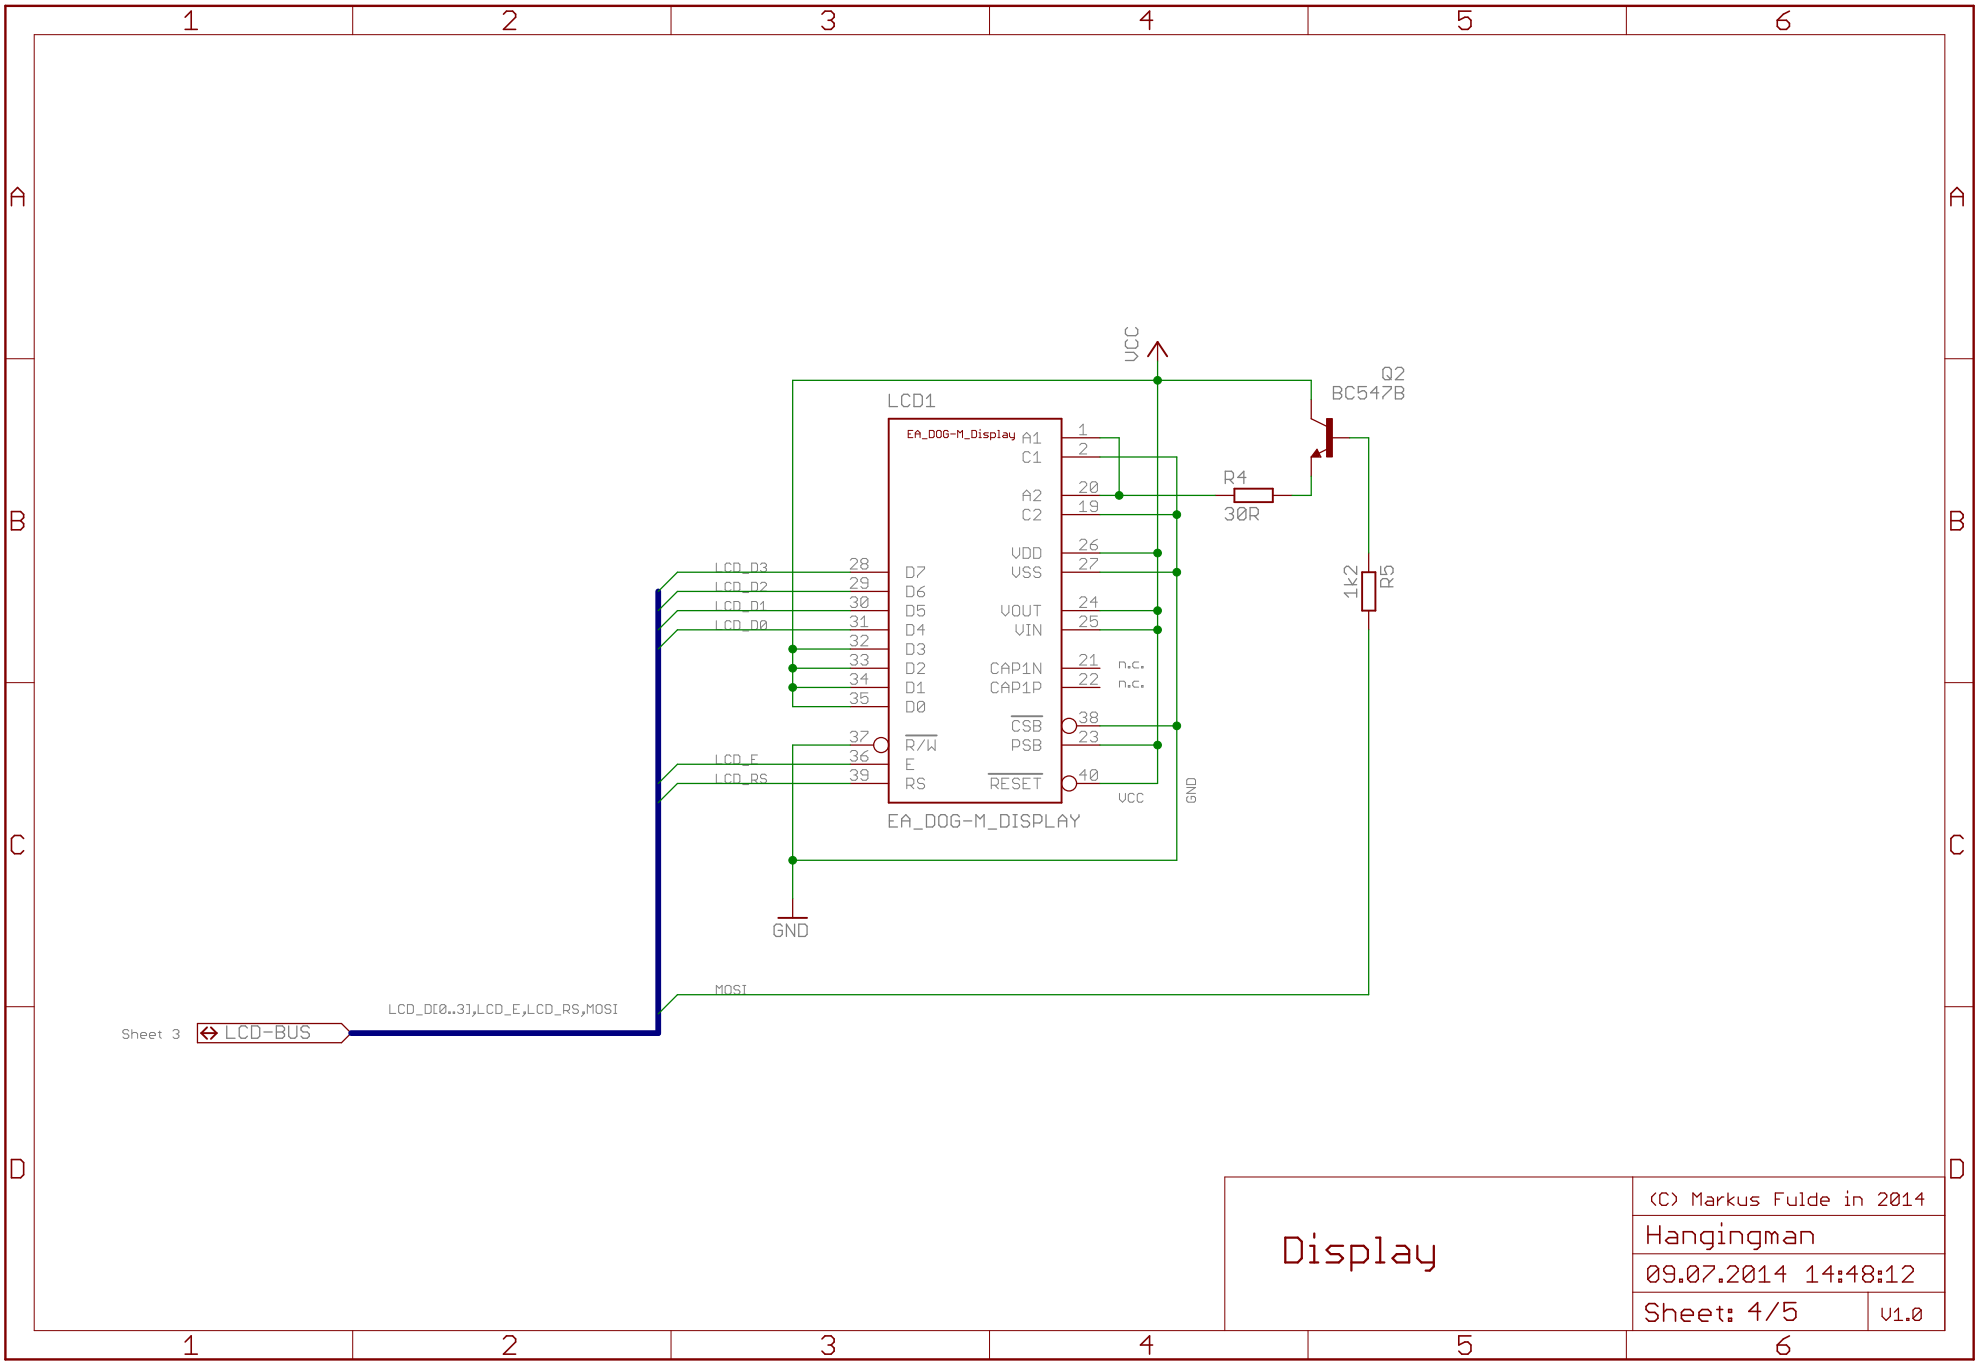 1 2 3 4 5 6
A A
VCC
Q2
BC547B
LCD1
EA_DOG-M_Display
A1 1
C1 2
A2 20
C2 19
R4
30R
B B
VDD 26
VSS 27
VOUT 24
VIN 25
CAP1N 21 n.c.
CAP1P 22 n.c.
CSB 38
PSB 23
RESET 40
VCC
GND
1k2
R5
LCD_D3 28 D7
LCD_D2 29 D6
LCD_D1 30 D5
LCD_D0 31 D4
32 D3
33 D2
34 D1
35 D0
37 R/W
LCD_E 36 E
LCD_RS 39 RS
EA_DOG-M_DISPLAY
C C
GND
MOSI
LCD_D[0..3],LCD_E,LCD_RS,MOSI
Sheet 3 LCD-BUS
D D
Display
(C) Markus Fulde in 2014
Hangingman
09.07.2014 14:48:12
Sheet: 4/5
V1.0
1 2 3 4 5 6